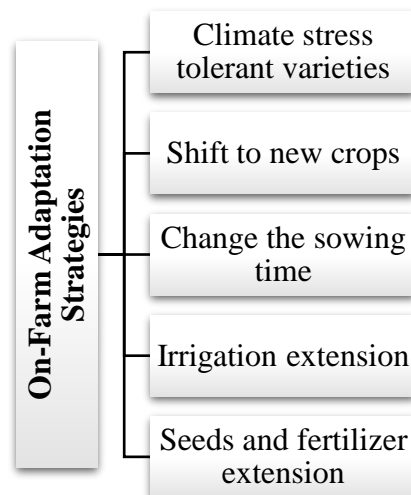 On-Farm Adaptation
Strategies
Climate stress
tolerant varieties
Shift to new crops
Change the sowing
time
Irrigation extension
Seeds and fertilizer
extension